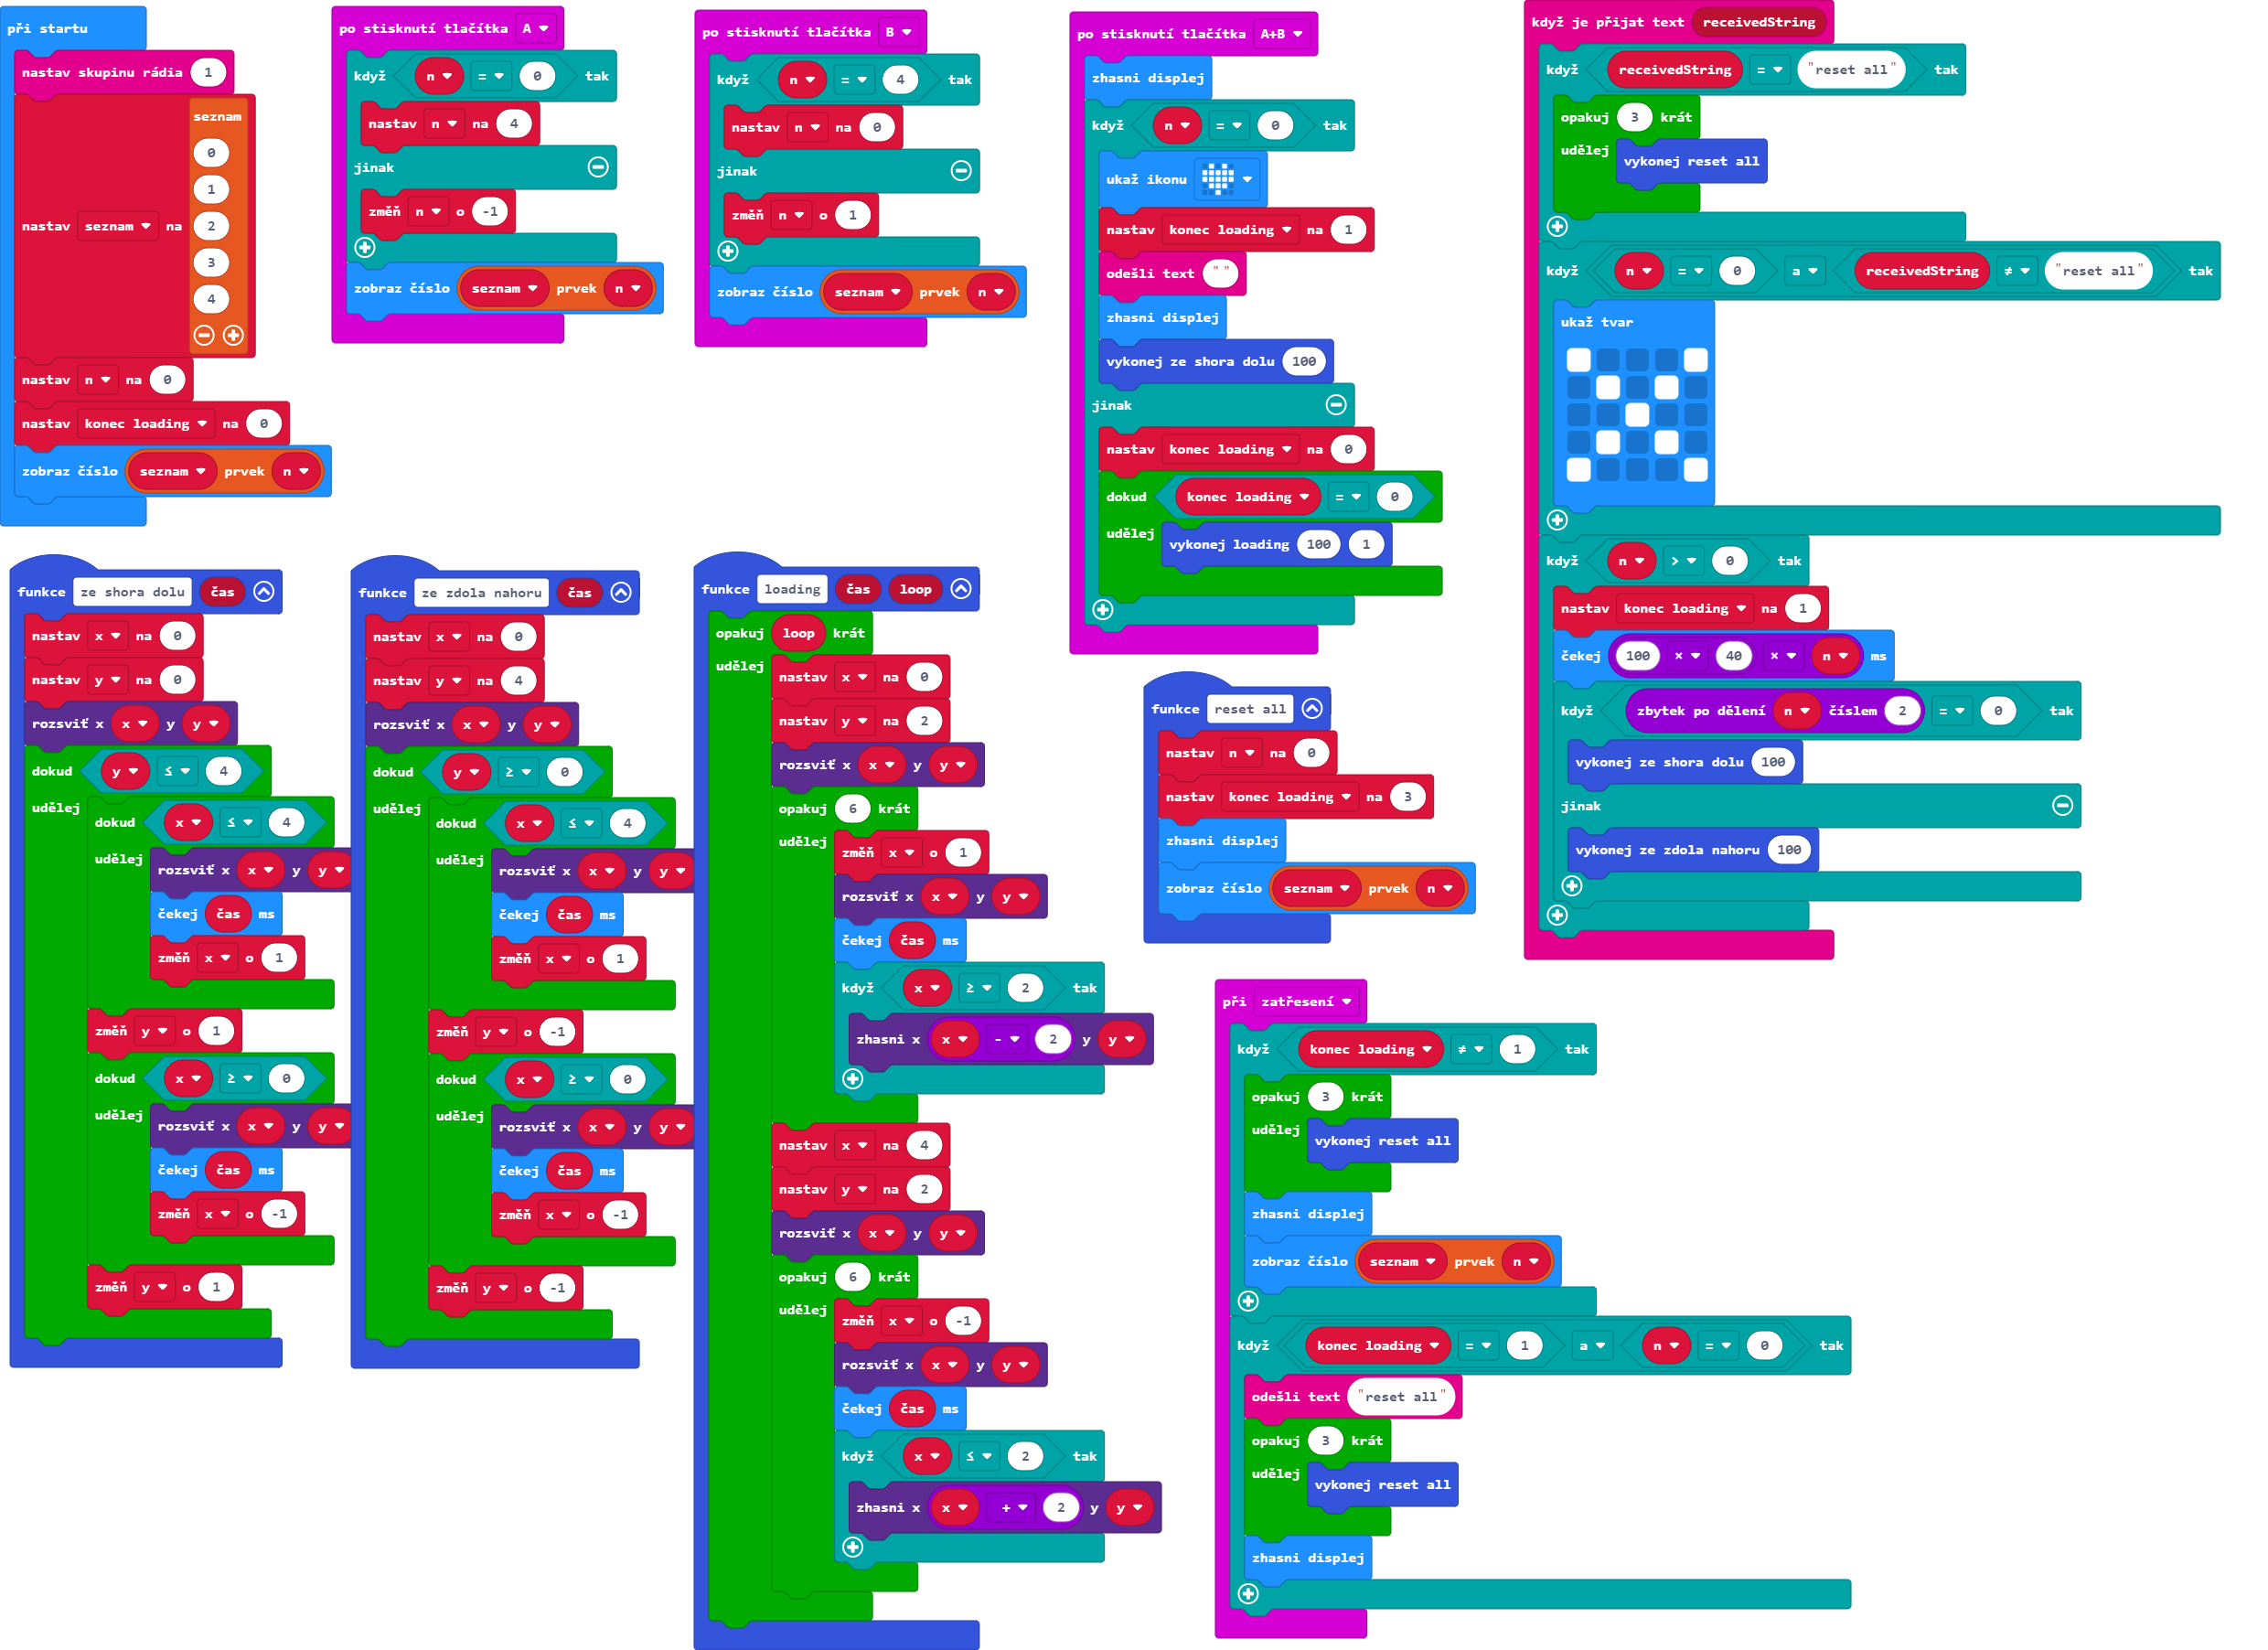 při startu
nastav skupinu rádia 1
nastav seznam na seznam
0
1
2
3
4
nastav n na 0
nastav konec loading na 0
zobraz číslo seznam prvek n
po stisknutí tlačítka A
když n = 0 tak
nastav n na 4
jinak
změň n o -1
zobraz číslo seznam prvek n
po stisknutí tlačítka B
když n = 4 tak
nastav n na 0
jinak
změň n o 1
zobraz číslo seznam prvek n
po stisknutí tlačítka A+B
zhasni displej
když n = 0 tak
ukaž ikonu
nastav konec loading na 1
odešli text " "
zhasni displej
vykonej ze shora dolu 100
jinak
nastav konec loading na 0
dokud konec loading = 0
udělej vykonej loading 100 1
když je přijat text receivedString
když receivedString = "reset all" tak
opakuj 3 krát
udělej vykonej reset all
když n = 0 a receivedString ≠ "reset all" tak
ukaž tvar
když n > 0 tak
nastav konec loading na 1
čekej 100 × 40 × n ms
když zbytek po dělení n číslem 2 = 0 tak
vykonej ze shora dolu 100
jinak
vykonej ze zdola nahoru 100
funkce ze shora dolu čas
nastav x na 0
nastav y na 0
rozsviť x x y y
dokud y ≤ 4
udělej dokud x ≤ 4
udělej rozsviť x x y y
čekej čas ms
změň x o 1
změň y o 1
dokud x ≥ 0
udělej rozsviť x x y y
čekej čas ms
změň x o -1
změň y o 1
funkce ze zdola nahoru čas
nastav x na 0
nastav y na 4
rozsviť x x y y
dokud y ≥ 0
udělej dokud x ≤ 4
udělej rozsviť x x y y
čekej čas ms
změň x o 1
změň y o -1
dokud x ≥ 0
udělej rozsviť x x y y
čekej čas ms
změň x o -1
změň y o -1
funkce loading čas loop
opakuj loop krát
udělej nastav x na 0
nastav y na 2
rozsviť x x y y
opakuj 6 krát
udělej změň x o 1
rozsviť x x y y
čekej čas ms
když x ≥ 2 tak
zhasni x x - 2 y y
nastav x na 4
nastav y na 2
rozsviť x x y y
opakuj 6 krát
udělej změň x o -1
rozsviť x x y y
čekej čas ms
když x ≤ 2 tak
zhasni x x + 2 y y
funkce reset all
nastav n na 0
nastav konec loading na 3
zhasni displej
zobraz číslo seznam prvek n
při zatřesení
když konec loading ≠ 1 tak
opakuj 3 krát
udělej vykonej reset all
zhasni displej
zobraz číslo seznam prvek n
když konec loading = 1 a n = 0 tak
odešli text "reset all"
opakuj 3 krát
udělej vykonej reset all
zhasni displej